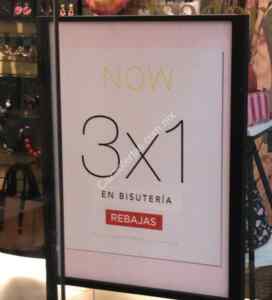 NOW
3x1
EN BISUTERÍA
REBAJAS